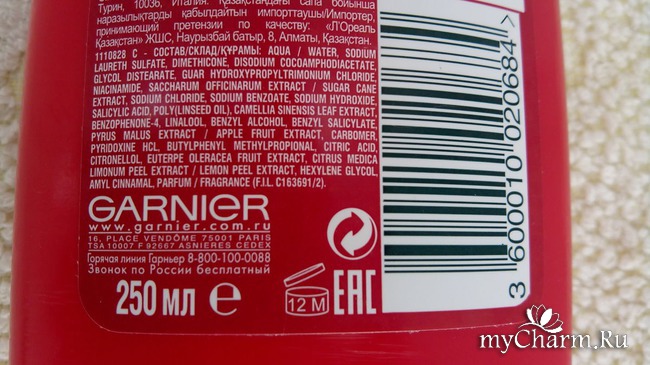 Турин, 10036, Италия. Қазақстандағы сапа бойынша
наразылықтарды қабылдайтын импорттаушы/Импортер,
принимающий претензии по качеству: «Л'Ореаль
Қазақстан» ЖШС, Наурызбай батыр, 8, Алматы, Қазақстан.
1110828 C - СОСТАВ/СКЛАД/ҚҰРАМЫ: AQUA / WATER, SODIUM
LAURETH SULFATE, DIMETHICONE, DISODIUM COCOAMPHODIACETATE,
GLYCOL DISTEARATE, GUAR HYDROXYPROPYLTRIMONIUM CHLORIDE,
NIACINAMIDE, SACCHARUM OFFICINARUM EXTRACT / SUGAR CANE
EXTRACT, SODIUM CHLORIDE, SODIUM BENZOATE, SODIUM HYDROXIDE,
SALICYLIC ACID, POLY(LINSEED OIL), CAMELLIA SINENSIS LEAF EXTRACT,
BENZOPHENONE-4, LINALOOL, BENZYL ALCOHOL, BENZYL SALICYLATE,
PYRUS MALUS EXTRACT / APPLE FRUIT EXTRACT, CARBOMER,
PYRIDOXINE HCL, BUTYLPHENYL METHYLPROPIONAL, CITRIC ACID,
CITRONELLOL, EUTERPE OLERACEA FRUIT EXTRACT, CITRUS MEDICA
LIMONUM PEEL EXTRACT / LEMON PEEL EXTRACT, HEXYLENE GLYCOL,
AMYL CINNAMAL, PARFUM / FRAGRANCE (F.I.L. C163691/2).
GARNIER
www.garnier.com.ru
16, PLACE VENDÔME 75001 PARIS
TSA 10007 F 92667 ASNIERES CEDEX
Горячая линия Гарньер 8-800-100-0088
Звонок по России бесплатный
250 МЛ ℮
12 M
EAC
3 600010 020684 >
myCharm.Ru